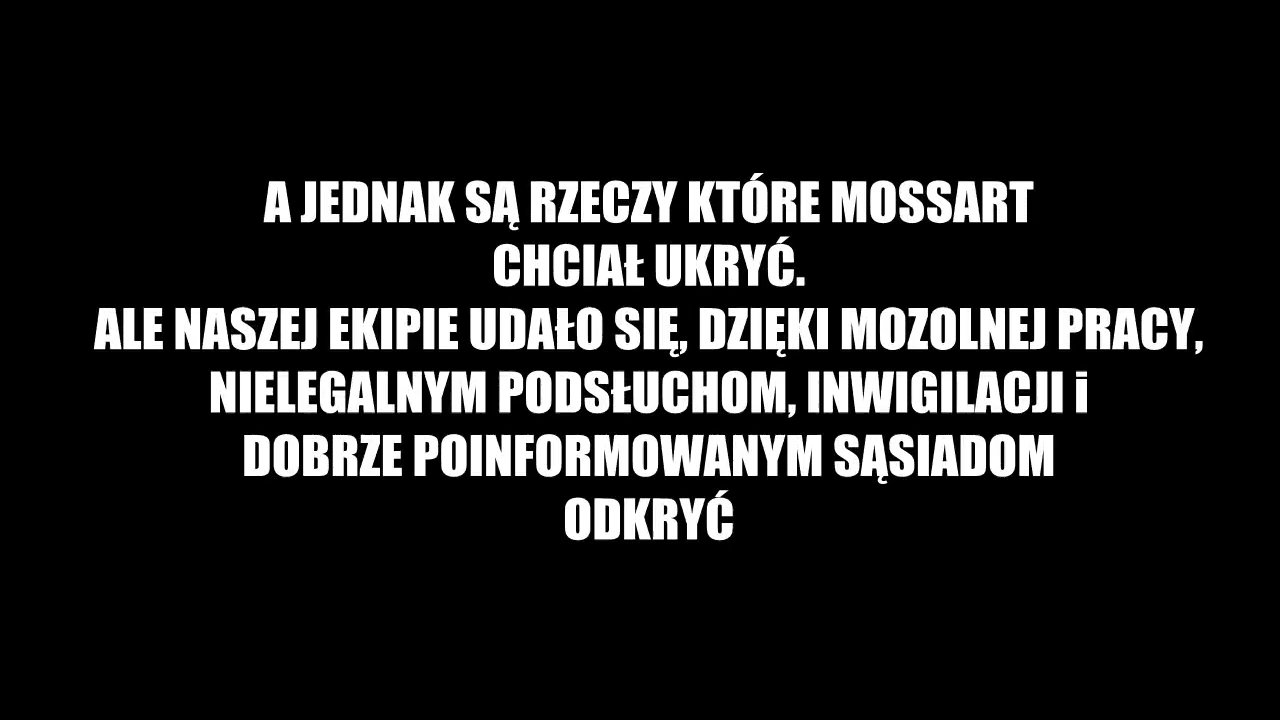 A JEDNAK SĄ RZECZY KTÓRE MOSSART
CHCIAŁ UKRYĆ.
ALE NASZEJ EKIPIE UDAŁO SIĘ, DZIĘKI MOZOLNEJ PRACY,
NIELEGALNYM PODSŁUCHOM, INWIGILACJI i
DOBRZE POINFORMOWANYM SĄSIADOM
ODKRYĆ